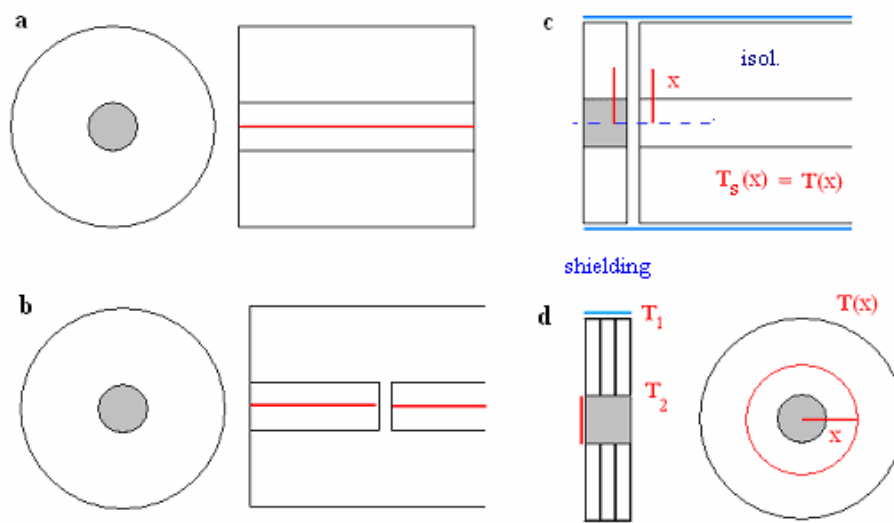 a
c
isol.
x
T_s(x) = T(x)
shielding
b
d
T_1
T(x)
T_2
x